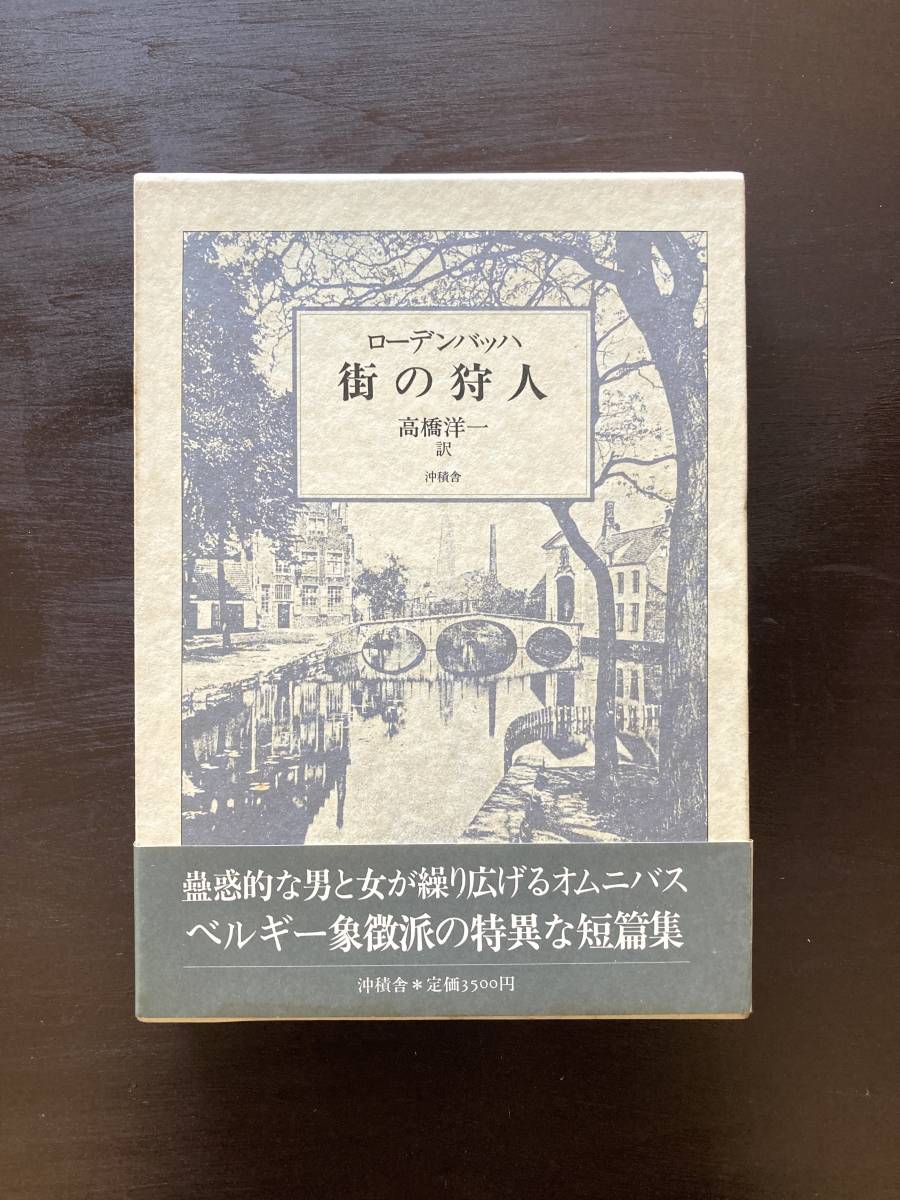 ローデンバッハ
街の狩人
高橋洋一
訳
沖積舎
蠱惑的な男と女が繰り広げるオムニバス
ベルギー象徴派の特異な短篇集
沖積舎＊定価3500円